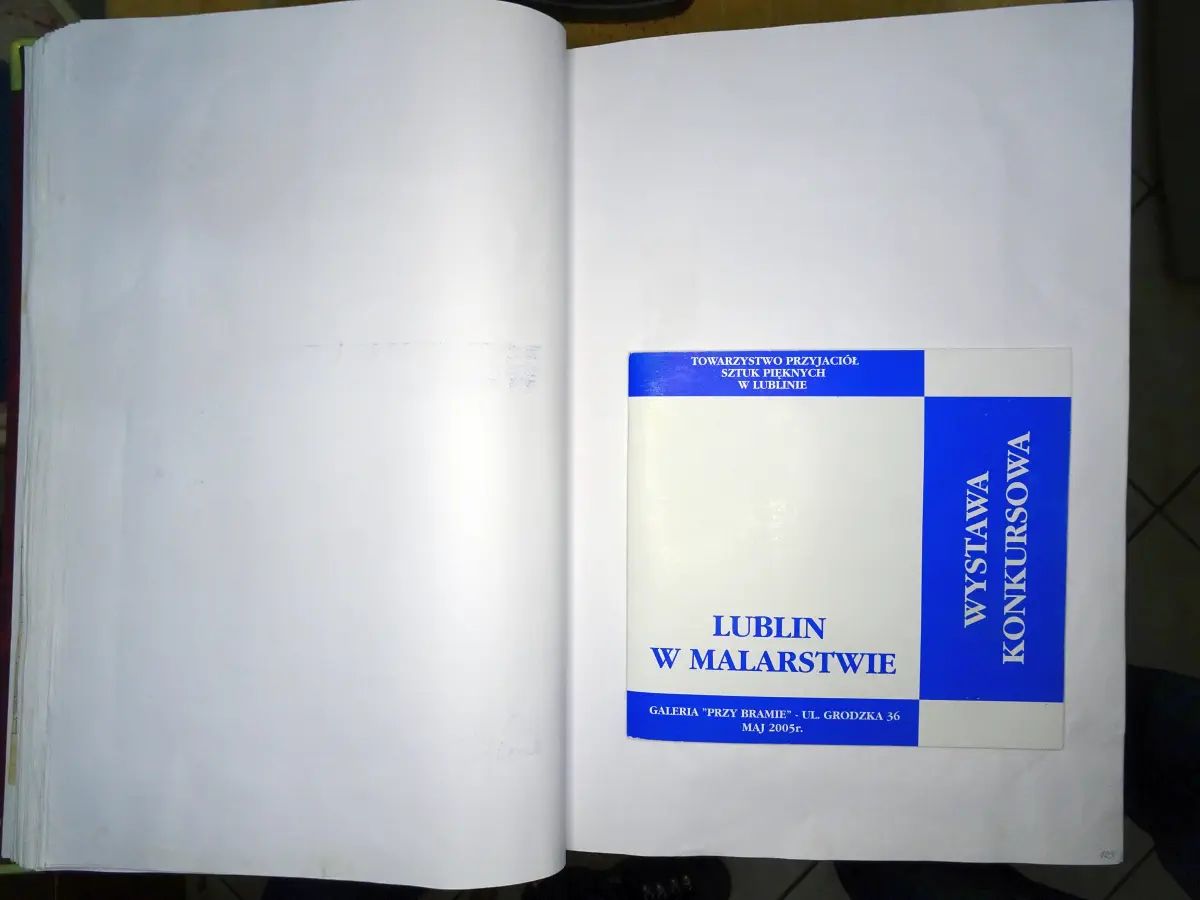 TOWARZYSTWO PRZYJACIÓŁ
SZTUK PIĘKNYCH
W LUBLINIE
WYSTAWA
KONKURSOWA
LUBLIN
W MALARSTWIE
GALERIA "PRZY BRAMIE" - UL. GRODZKA 36
MAJ 2005r.